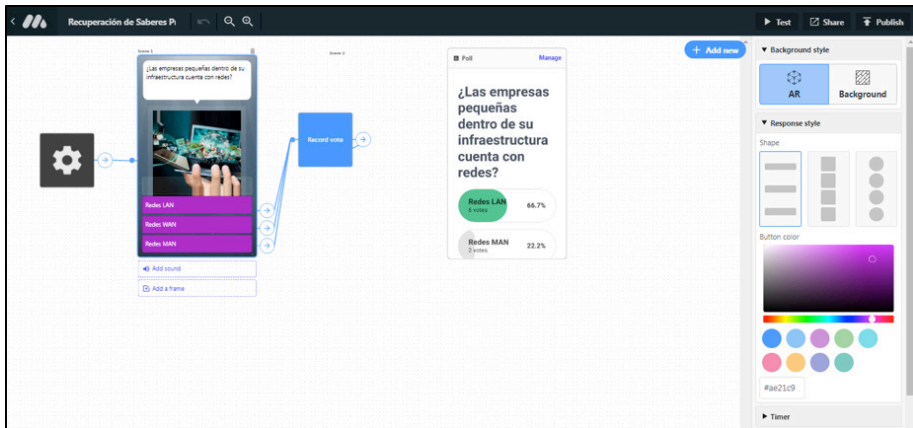 Recuperación de Saberes Pr
Test
Share
Publish
Scene 1
¿Las empresas pequeñas dentro de su
infraestructura cuenta con redes?
Redes LAN
Redes WAN
Redes MAN
Add sound
Add a frame
Scene 2
Record vote
Poll
Manage
¿Las empresas
pequeñas
dentro de su
infraestructura
cuenta con
redes?
Redes LAN
6 votes
66.7%
Redes MAN
2 votes
22.2%
+ Add new
Background style
AR
Background
Response style
Shape
Button color
#ae21c9
Timer